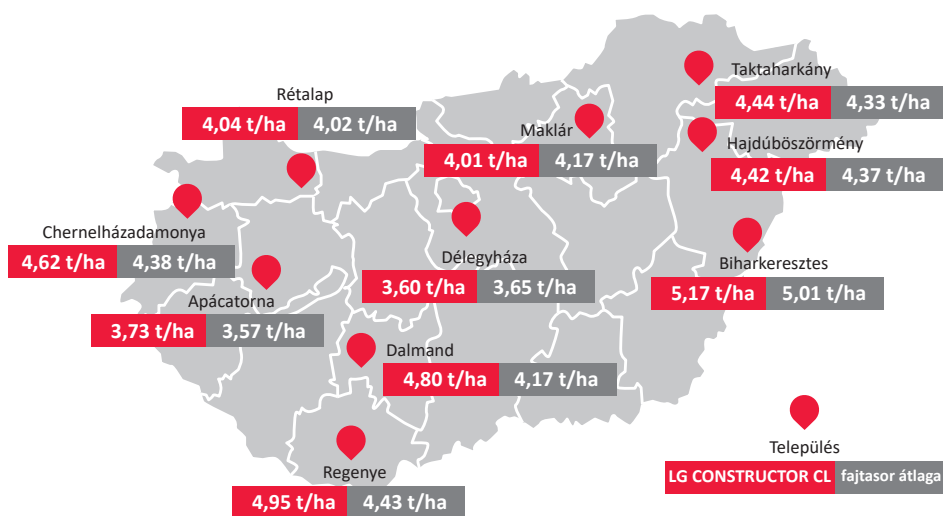 Taktaharkány
4,44 t/ha 4,33 t/ha
Rétalap
4,04 t/ha 4,02 t/ha
Maklár
4,01 t/ha 4,17 t/ha
Hajdúböszörmény
4,42 t/ha 4,37 t/ha
Chernelházadamonya
4,62 t/ha 4,38 t/ha
Délegyháza
3,60 t/ha 3,65 t/ha
Biharkeresztes
5,17 t/ha 5,01 t/ha
Apácatorna
3,73 t/ha 3,57 t/ha
Dalmand
4,80 t/ha 4,17 t/ha
Regenye
4,95 t/ha 4,43 t/ha
Település
LG CONSTRUCTOR CL fajtasor átlaga